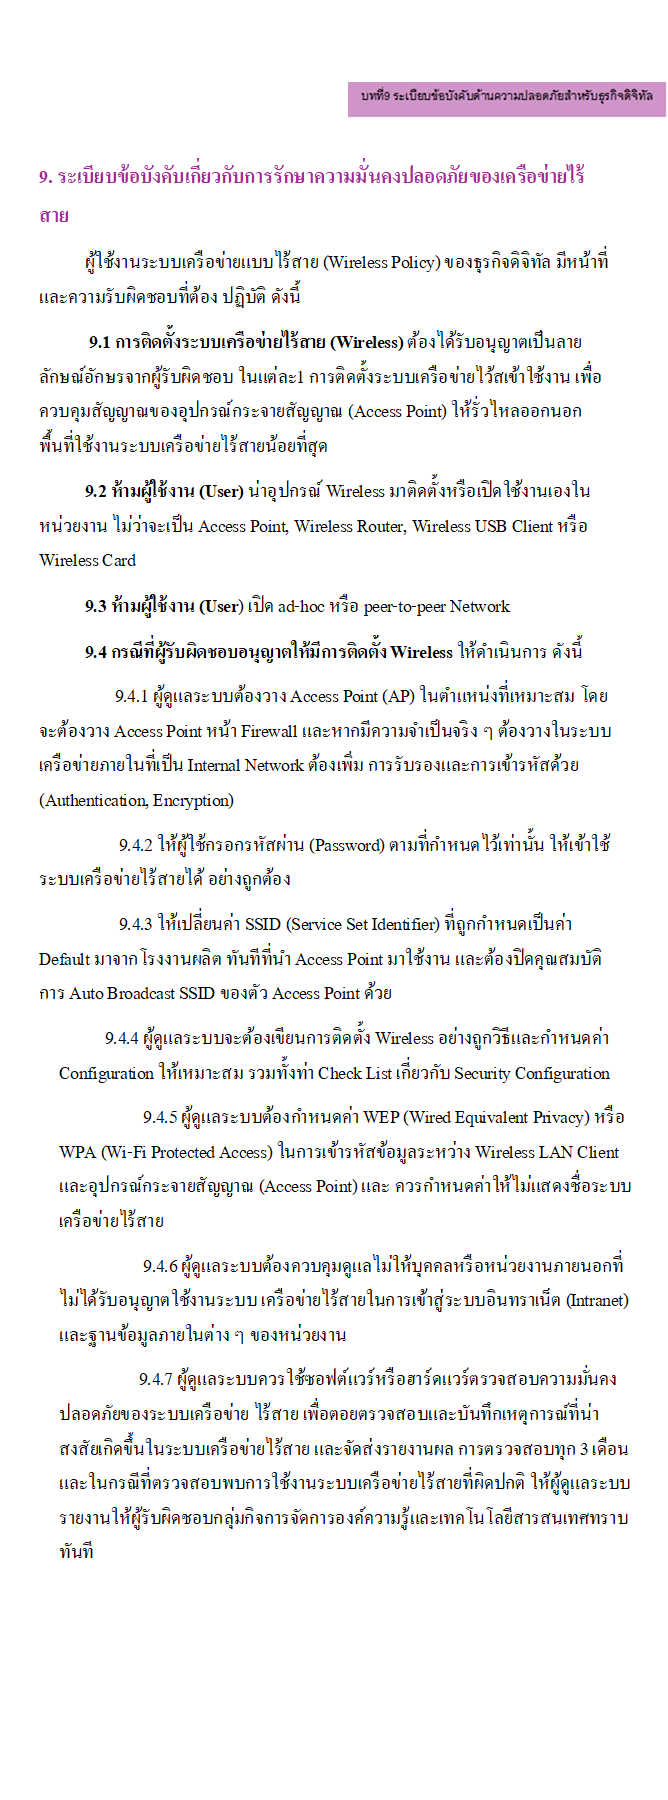 บทที่9 ระเบียบข้อบังคับด้านความปลอดภัยสำหรับธุรกิจดิจิทัล
9. ระเบียบข้อบังคับเกี่ยวกับการรักษาความมั่นคงปลอดภัยของเครือข่ายไร้
สาย
ผู้ใช้งานระบบเครือข่ายแบบไร้สาย (Wireless Policy) ของธุรกิจดิจิทัล มีหน้าที่
และความรับผิดชอบที่ต้อง ปฏิบัติ ดังนี้
9.1 การติดตั้งระบบเครือข่ายไร้สาย (Wireless) ต้องได้รับอนุญาตเป็นลาย
ลักษณ์อักษรจากผู้รับผิดชอบ ในแต่ละ1 การติดตั้งระบบเครือข่ายไว้สเข้าใช้งาน เพื่อ
ควบคุมสัญญาณของอุปกรณ์กระจายสัญญาณ (Access Point) ให้รั่วไหลออกนอก
พื้นที่ใช้งานระบบเครือข่ายไร้สายน้อยที่สุด
9.2 ห้ามผู้ใช้งาน (User) น่าอุปกรณ์ Wireless มาติดตั้งหรือเปิดใช้งานเองใน
หน่วยงาน ไม่ว่าจะเป็น Access Point, Wireless Router, Wireless USB Client หรือ
Wireless Card
9.3 ห้ามผู้ใช้งาน (User) เปิด ad-hoc หรือ peer-to-peer Network
9.4 กรณีที่ผู้รับผิดชอบอนุญาตให้มีการติดตั้ง Wireless ให้ดำเนินการ ดังนี้
9.4.1 ผู้ดูแลระบบต้องวาง Access Point (AP) ในตำแหน่งที่เหมาะสม โดย
จะต้องวาง Access Point หน้า Firewall และหากมีความจำเป็นจริง ๆ ต้องวางในระบบ
เครือข่ายภายในที่เป็น Internal Network ต้องเพิ่ม การรับรองและการเข้ารหัสด้วย
(Authentication, Encryption)
9.4.2 ให้ผู้ใช้กรอกรหัสผ่าน (Password) ตามที่กำหนดไว้เท่านั้น ให้เข้าใช้
ระบบเครือข่ายไร้สายได้ อย่างถูกต้อง
9.4.3 ให้เปลี่ยนค่า SSID (Service Set Identifier) ที่ถูกกำหนดเป็นค่า
Default มาจากโรงงานผลิต ทันทีที่นำ Access Point มาใช้งาน และต้องปิดคุณสมบัติ
การ Auto Broadcast SSID ของตัว Access Point ด้วย
9.4.4 ผู้ดูแลระบบจะต้องเขียนการติดตั้ง Wireless อย่างถูกวิธีและกำหนดค่า
Configuration ให้เหมาะสม รวมทั้งท่า Check List เกี่ยวกับ Security Configuration
9.4.5 ผู้ดูแลระบบต้องกำหนดค่า WEP (Wired Equivalent Privacy) หรือ
WPA (Wi-Fi Protected Access) ในการเข้ารหัสข้อมูลระหว่าง Wireless LAN Client
และอุปกรณ์กระจายสัญญาณ (Access Point) และ ควรกำหนดค่าให้ไม่แสดงชื่อระบบ
เครือข่ายไร้สาย
9.4.6 ผู้ดูแลระบบต้องควบคุมดูแลไม่ให้บุคคลหรือหน่วยงานภายนอกที่
ไม่ได้รับอนุญาตใช้งานระบบ เครือข่ายไร้สายในการเข้าสู่ระบบอินทราเน็ต (Intranet)
และฐานข้อมูลภายในต่าง ๆ ของหน่วยงาน
9.4.7 ผู้ดูแลระบบควรใช้ซอฟต์แวร์หรือฮาร์ดแวร์ตรวจสอบความมั่นคง
ปลอดภัยของระบบเครือข่าย ไร้สาย เพื่อตอยตรวจสอบและบันทึกเหตุการณ์ที่น่า
สงสัยเกิดขึ้นในระบบเครือข่ายไร้สาย และจัดส่งรายงานผล การตรวจสอบทุก 3 เดือน
และในกรณีที่ตรวจสอบพบการใช้งานระบบเครือข่ายไร้สายที่ผิดปกติ ให้ผู้ดูแลระบบ
รายงานให้ผู้รับผิดชอบกลุ่มกิจการจัดการองค์ความรู้และเทคโนโลยีสารสนเทศทราบ
ทันที